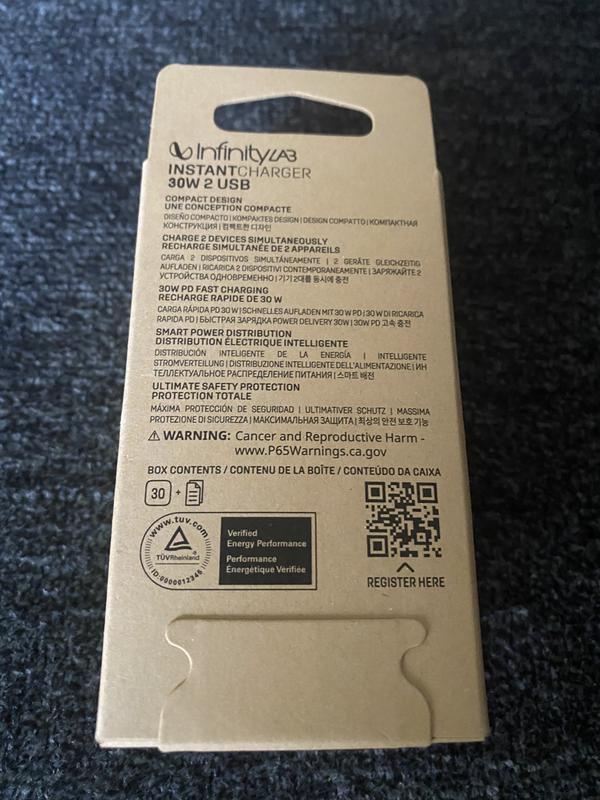 InfinityLAB
INSTANTCHARGER
30W 2 USB
COMPACT DESIGN
UNE CONCEPTION COMPACTE
DISEÑO COMPACTO | KOMPAKTES DESIGN | DESIGN COMPATTO | КОМПАКТНАЯ
КОНСТРУКЦИЯ | 컴팩트한 디자인
CHARGE 2 DEVICES SIMULTANEOUSLY
RECHARGE SIMULTANÉE DE 2 APPAREILS
CARGA 2 DISPOSITIVOS SIMULTÁNEAMENTE | 2 GERÄTE GLEICHZEITIG
AUFLADEN | RICARICA 2 DISPOSITIVI CONTEMPORANEAMENTE | ЗАРЯЖАЙТЕ 2
УСТРОЙСТВА ОДНОВРЕМЕННО | 기기 2대를 동시에 충전
30W PD FAST CHARGING
RECHARGE RAPIDE DE 30 W
CARGA RÁPIDA PD 30 W | SCHNELLES AUFLADEN MIT 30 W PD | 30 W DI RICARICA
RAPIDA PD | БЫСТРАЯ ЗАРЯДКА POWER DELIVERY 30W | 30W PD 고속 충전
SMART POWER DISTRIBUTION
DISTRIBUTION ÉLECTRIQUE INTELLIGENTE
DISTRIBUCIÓN INTELIGENTE DE LA ENERGÍA | INTELLIGENTE
STROMVERTEILUNG | DISTRIBUZIONE INTELLIGENTE DELL'ALIMENTAZIONE | ИН
ТЕЛЛЕКТУАЛЬНОЕ РАСПРЕДЕЛЕНИЕ ПИТАНИЯ | 스마트 배전
ULTIMATE SAFETY PROTECTION
PROTECTION TOTALE
MÁXIMA PROTECCIÓN DE SEGURIDAD | ULTIMATIVER SCHUTZ | MASSIMA
PROTEZIONE DI SICUREZZA | МАКСИМАЛЬНАЯ ЗАЩИТА | 최상의 안전 보호 기능
⚠ WARNING: Cancer and Reproductive Harm -
www.P65Warnings.ca.gov
BOX CONTENTS / CONTENU DE LA BOÎTE / CONTEÚDO DA CAIXA
30 +
www.tuv.com
TÜVRheinland
ID:0000012345
Verified
Energy Performance
Performance
Energétique Vérifiée
REGISTER HERE